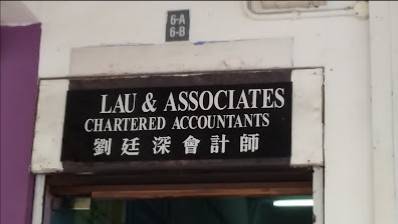 6-A
6-B
LAU & ASSOCIATES
CHARTERED ACCOUNTANTS
劉廷深會計師